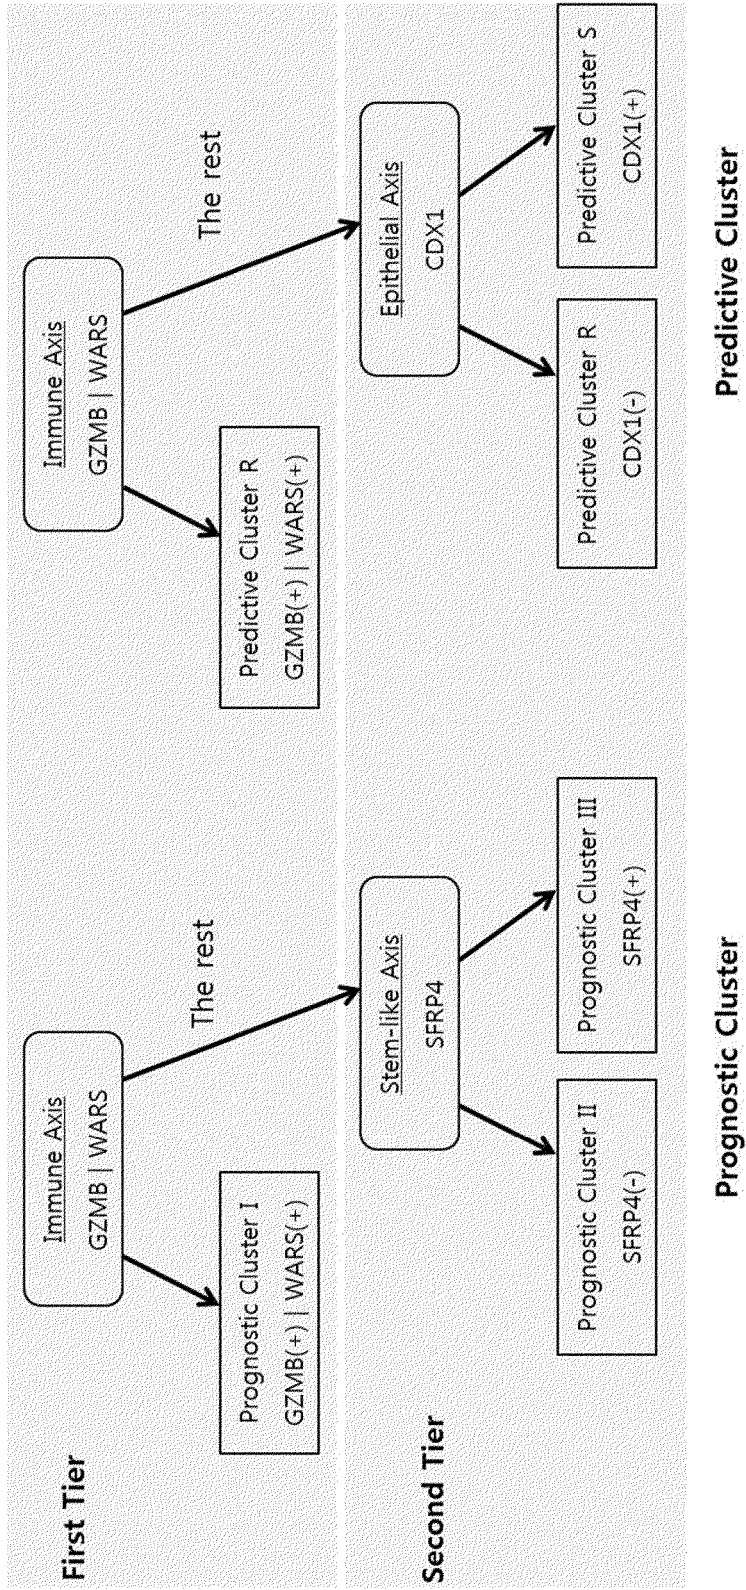 First Tier
Immune Axis
GZMB | WARS
The rest
Prognostic Cluster I
GZMB(+) | WARS(+)
Immune Axis
GZMB | WARS
The rest
Predictive Cluster R
GZMB(+) | WARS(+)
Second Tier
Stem-like Axis
SFRP4
Prognostic Cluster II
SFRP4(-)
Prognostic Cluster III
SFRP4(+)
Epithelial Axis
CDX1
Predictive Cluster R
CDX1(-)
Predictive Cluster S
CDX1(+)
Prognostic Cluster
Predictive Cluster